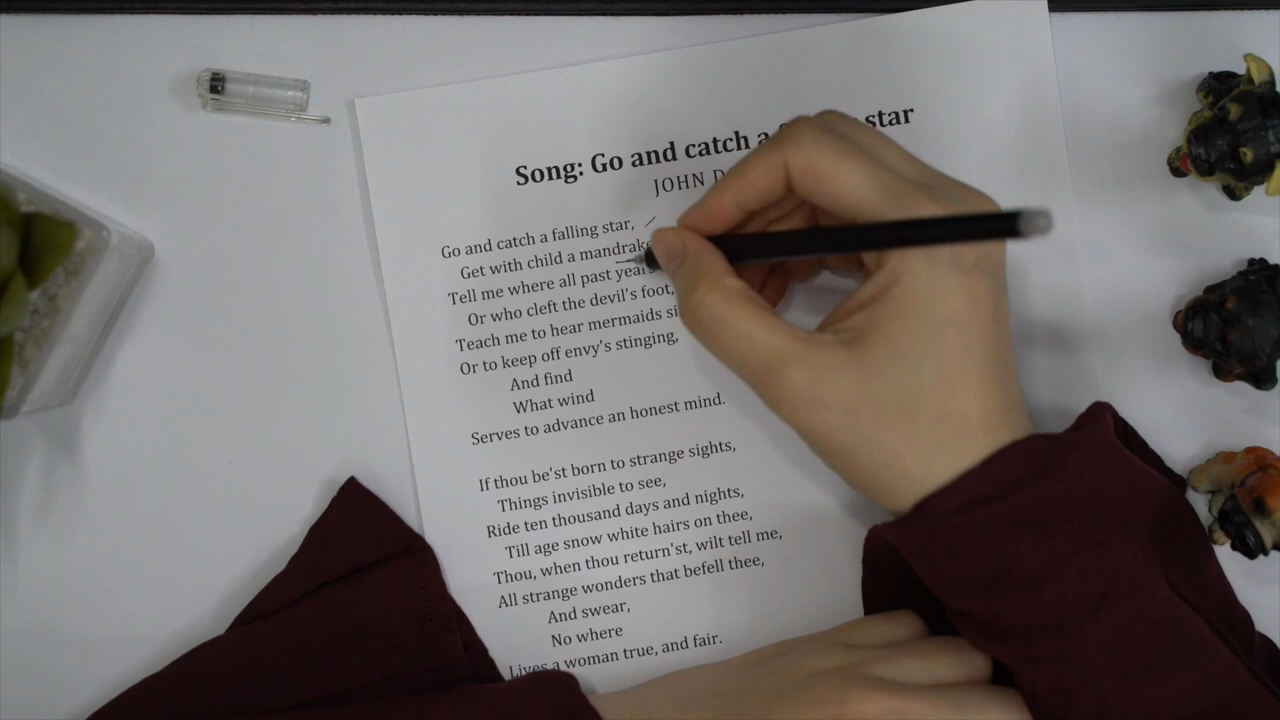 Song: Go and catch a star
JOHN
Go and catch a falling star,
Get with child a mandrake
Tell me where all past years
Or who cleft the devil's foot,
Teach me to hear mermaids
Or to keep off envy's stinging,
And find
What wind
Serves to advance an honest mind.
If thou be'st born to strange sights,
Things invisible to see,
Ride ten thousand days and nights,
Till age snow white hairs on thee,
Thou, when thou return'st, wilt tell me,
All strange wonders that befell thee,
And swear,
No where
Lives a woman true, and fair.